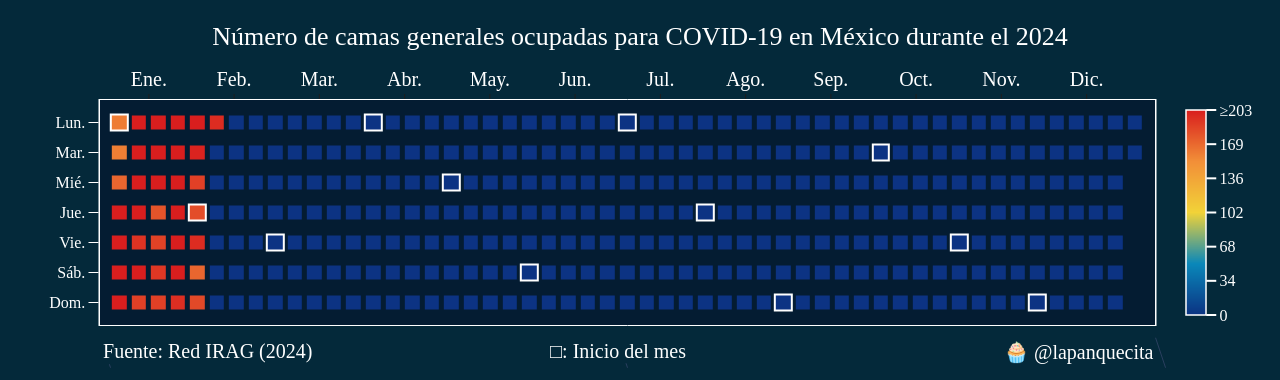 Número de camas generales ocupadas para COVID-19 en México durante el 2024
Ene. Feb. Mar. Abr. May. Jun. Jul. Ago. Sep. Oct. Nov. Dic.
Lun.
Mar.
Mié.
Jue.
Vie.
Sáb.
Dom.
≥203
169
136
102
68
34
0
Fuente: Red IRAG (2024)
□: Inicio del mes
🧁 @lapanquecita